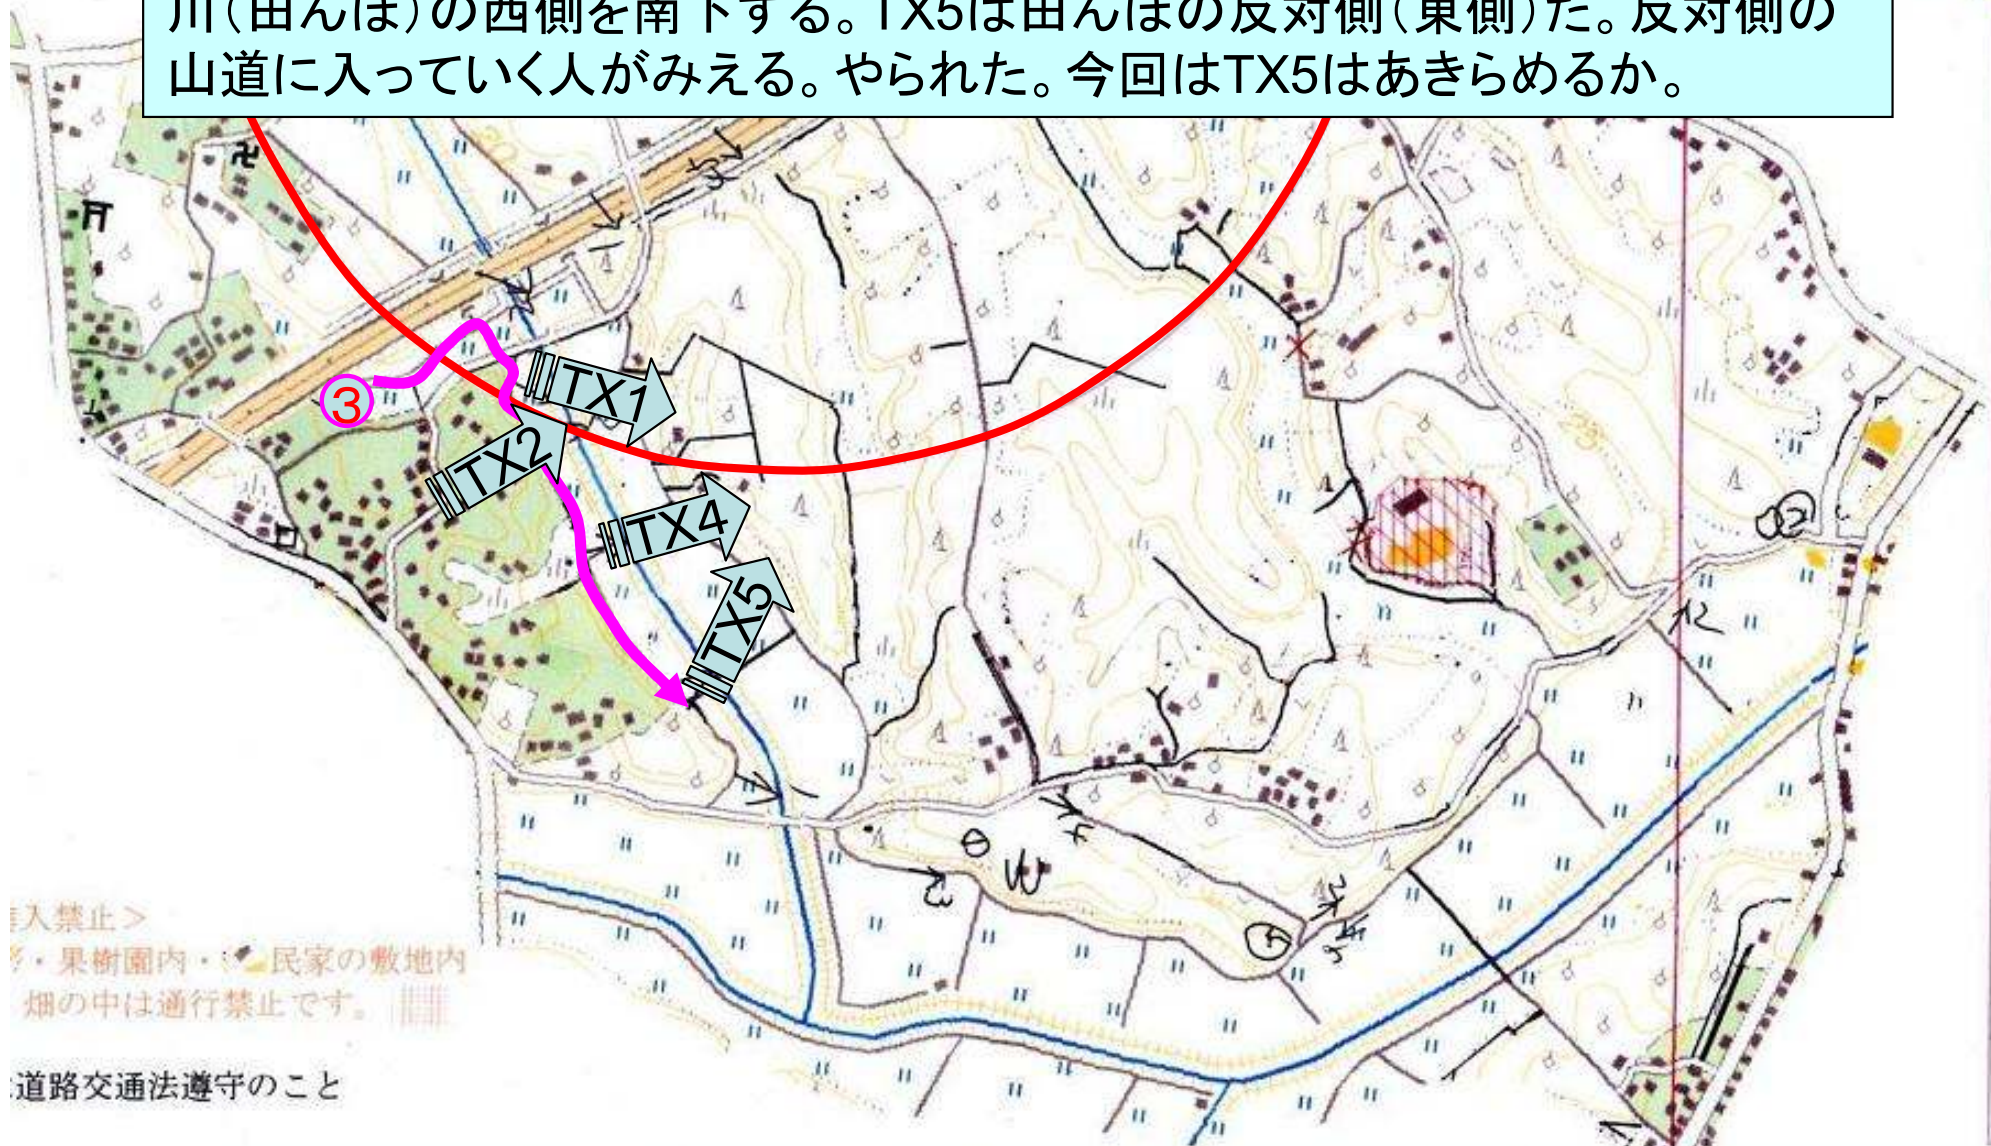 川(田んぼ)の西側を南下する。TX5は田んぼの反対側(東側)だ。反対側の
山道に入っていく人がみえる。やられた。今回はTX5はあきらめるか。
TX1
③
TX2
TX4
TX5
入禁止>
・果樹園内・
民家の敷地内
畑の中は通行禁止です。
道路交通法遵守のこと